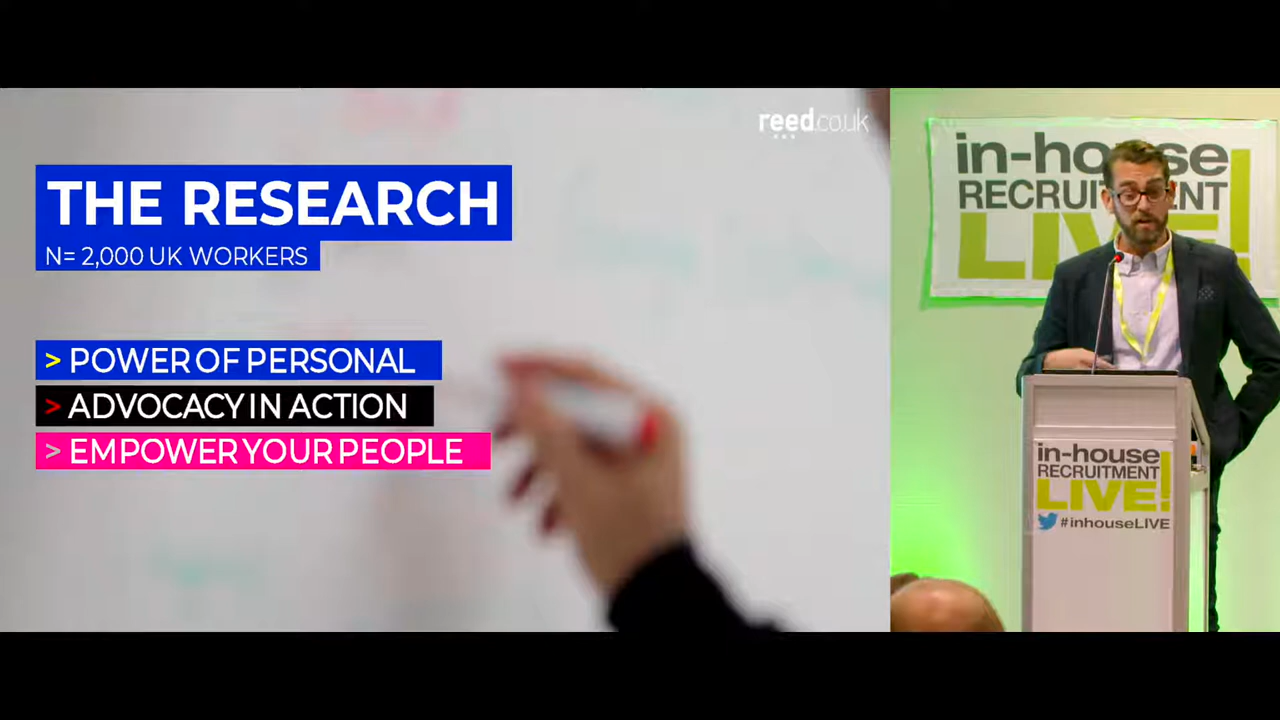 reed.co.uk
THE RESEARCH
N= 2,000 UK WORKERS
> POWER OF PERSONAL
> ADVOCACY IN ACTION
> EMPOWER YOUR PEOPLE
in-house
RECRUITMENT
LIVE!
in-house
RECRUITMENT
LIVE!
#inhouseLIVE